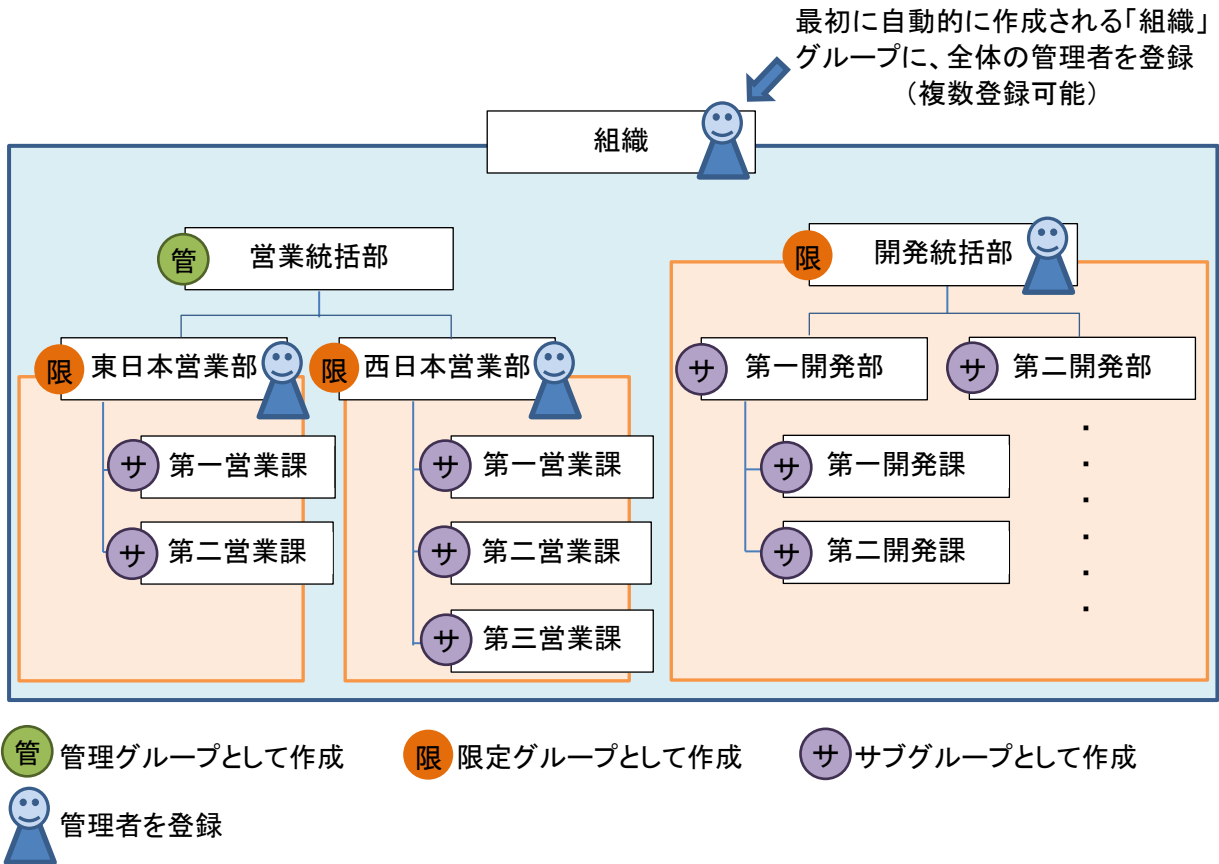 最初に自動的に作成される「組織」
グループに、全体の管理者を登録
（複数登録可能）
組織
管 営業統括部
限 開発統括部
限 東日本営業部
限 西日本営業部
サ 第一開発部
サ 第二開発部
サ 第一営業課
サ 第一営業課
サ 第一開発課
サ 第二営業課
サ 第二営業課
サ 第二開発課
サ 第三営業課
管 管理グループとして作成
限 限定グループとして作成
サ サブグループとして作成
管理者を登録